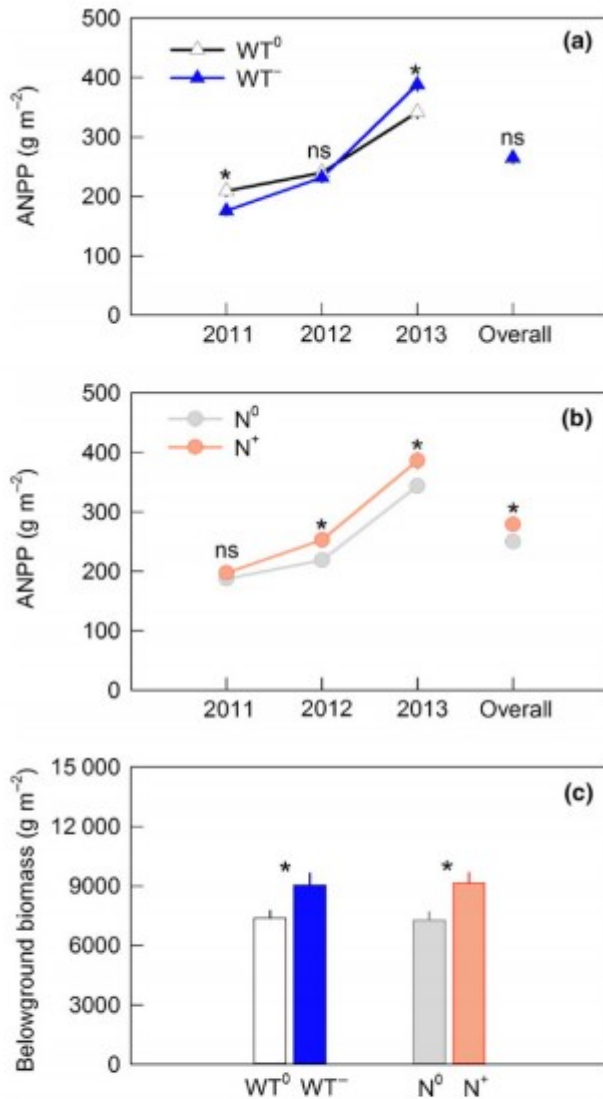 500
(a)
WT⁰
WT⁻
400
300
200
100
0
ANPP (g m⁻²)
*
ns
*
ns
2011 2012 2013 Overall
500
(b)
N⁰
N⁺
400
300
200
100
0
ANPP (g m⁻²)
ns
*
*
*
2011 2012 2013 Overall
15 000
(c)
12 000
9000
6000
3000
0
Belowground biomass (g m⁻²)
*
*
WT⁰ WT⁻ N⁰ N⁺